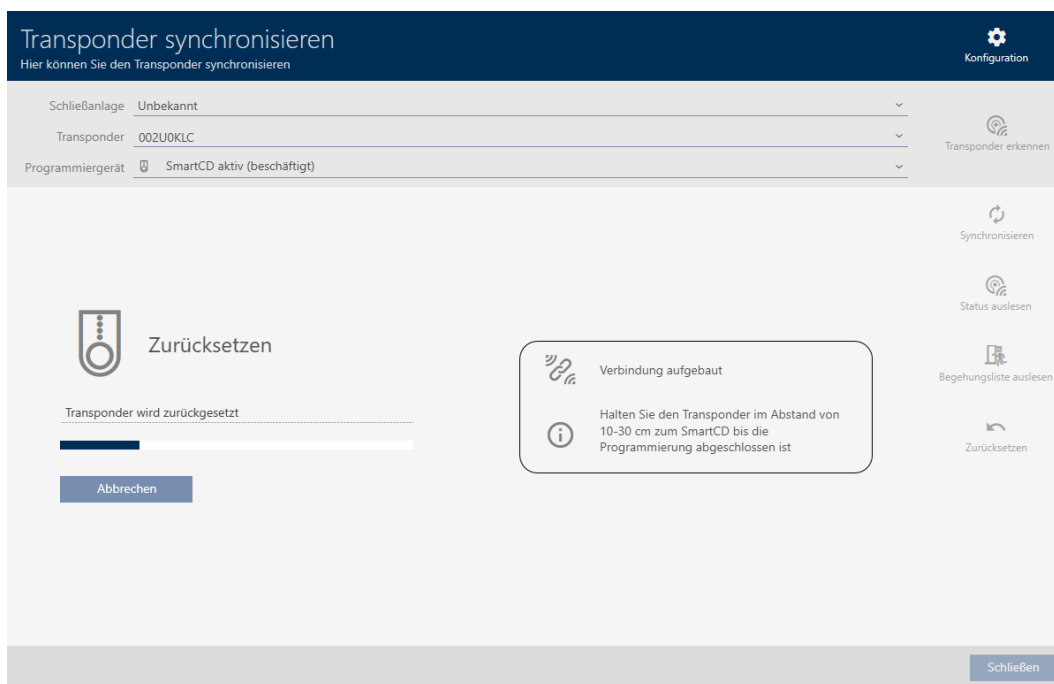 Transponder synchronisieren
Hier können Sie den Transponder synchronisieren
Konfiguration
Schließanlage Unbekannt
Transponder 002U0KLC
Programmiergerät SmartCD aktiv (beschäftigt)
Transponder erkennen
Synchronisieren
Status auslesen
Begehungsliste auslesen
Zurücksetzen
Zurücksetzen
Transponder wird zurückgesetzt
Abbrechen
Verbindung aufgebaut
Halten Sie den Transponder im Abstand von
10-30 cm zum SmartCD bis die
Programmierung abgeschlossen ist
Schließen